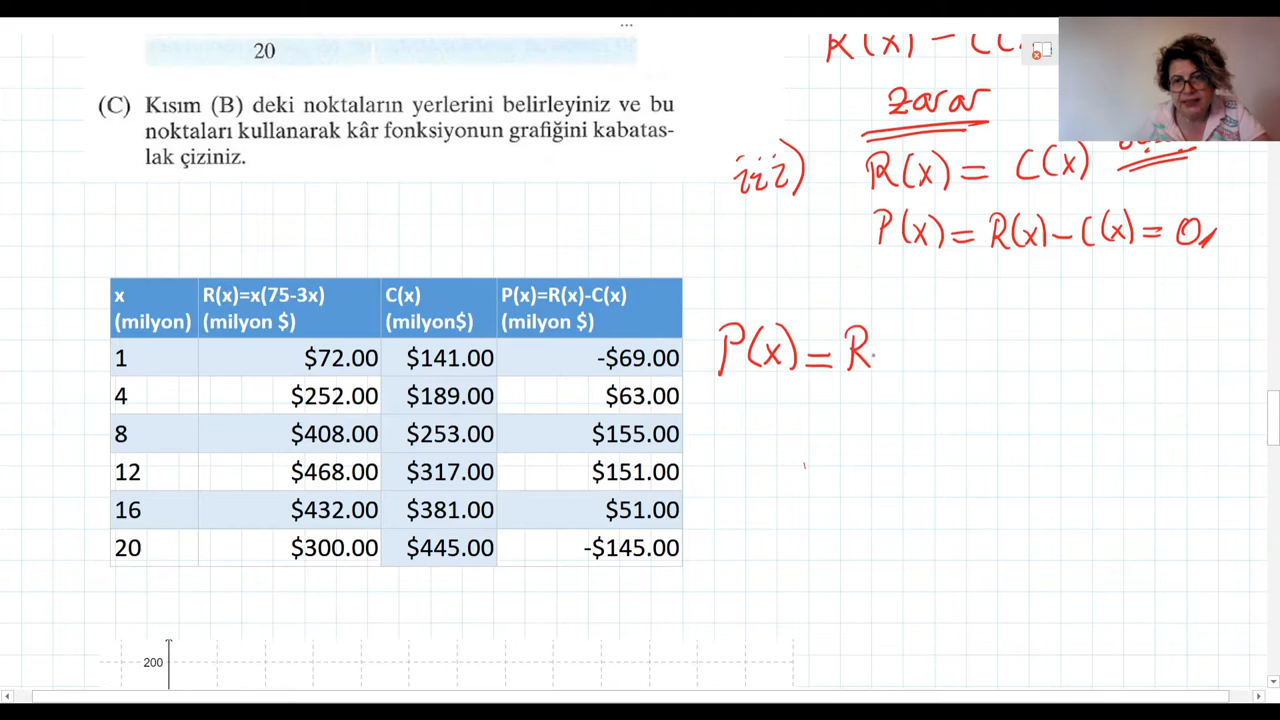 20
(C) Kısım (B) deki noktaların yerlerini belirleyiniz ve bu
noktaları kullanarak kâr fonksiyonun grafiğini kabatas-
lak çiziniz.
R(x) - C(
zarar
iii) R(x) = C(x)
P(x) = R(x) - C(x) = 0
x (milyon) R(x)=x(75-3x) (milyon $) C(x) (milyon$) P(x)=R(x)-C(x) (milyon $)
1 $72.00 $141.00 -$69.00
4 $252.00 $189.00 $63.00
8 $408.00 $253.00 $155.00
12 $468.00 $317.00 $151.00
16 $432.00 $381.00 $51.00
20 $300.00 $445.00 -$145.00
P(x) = R
200